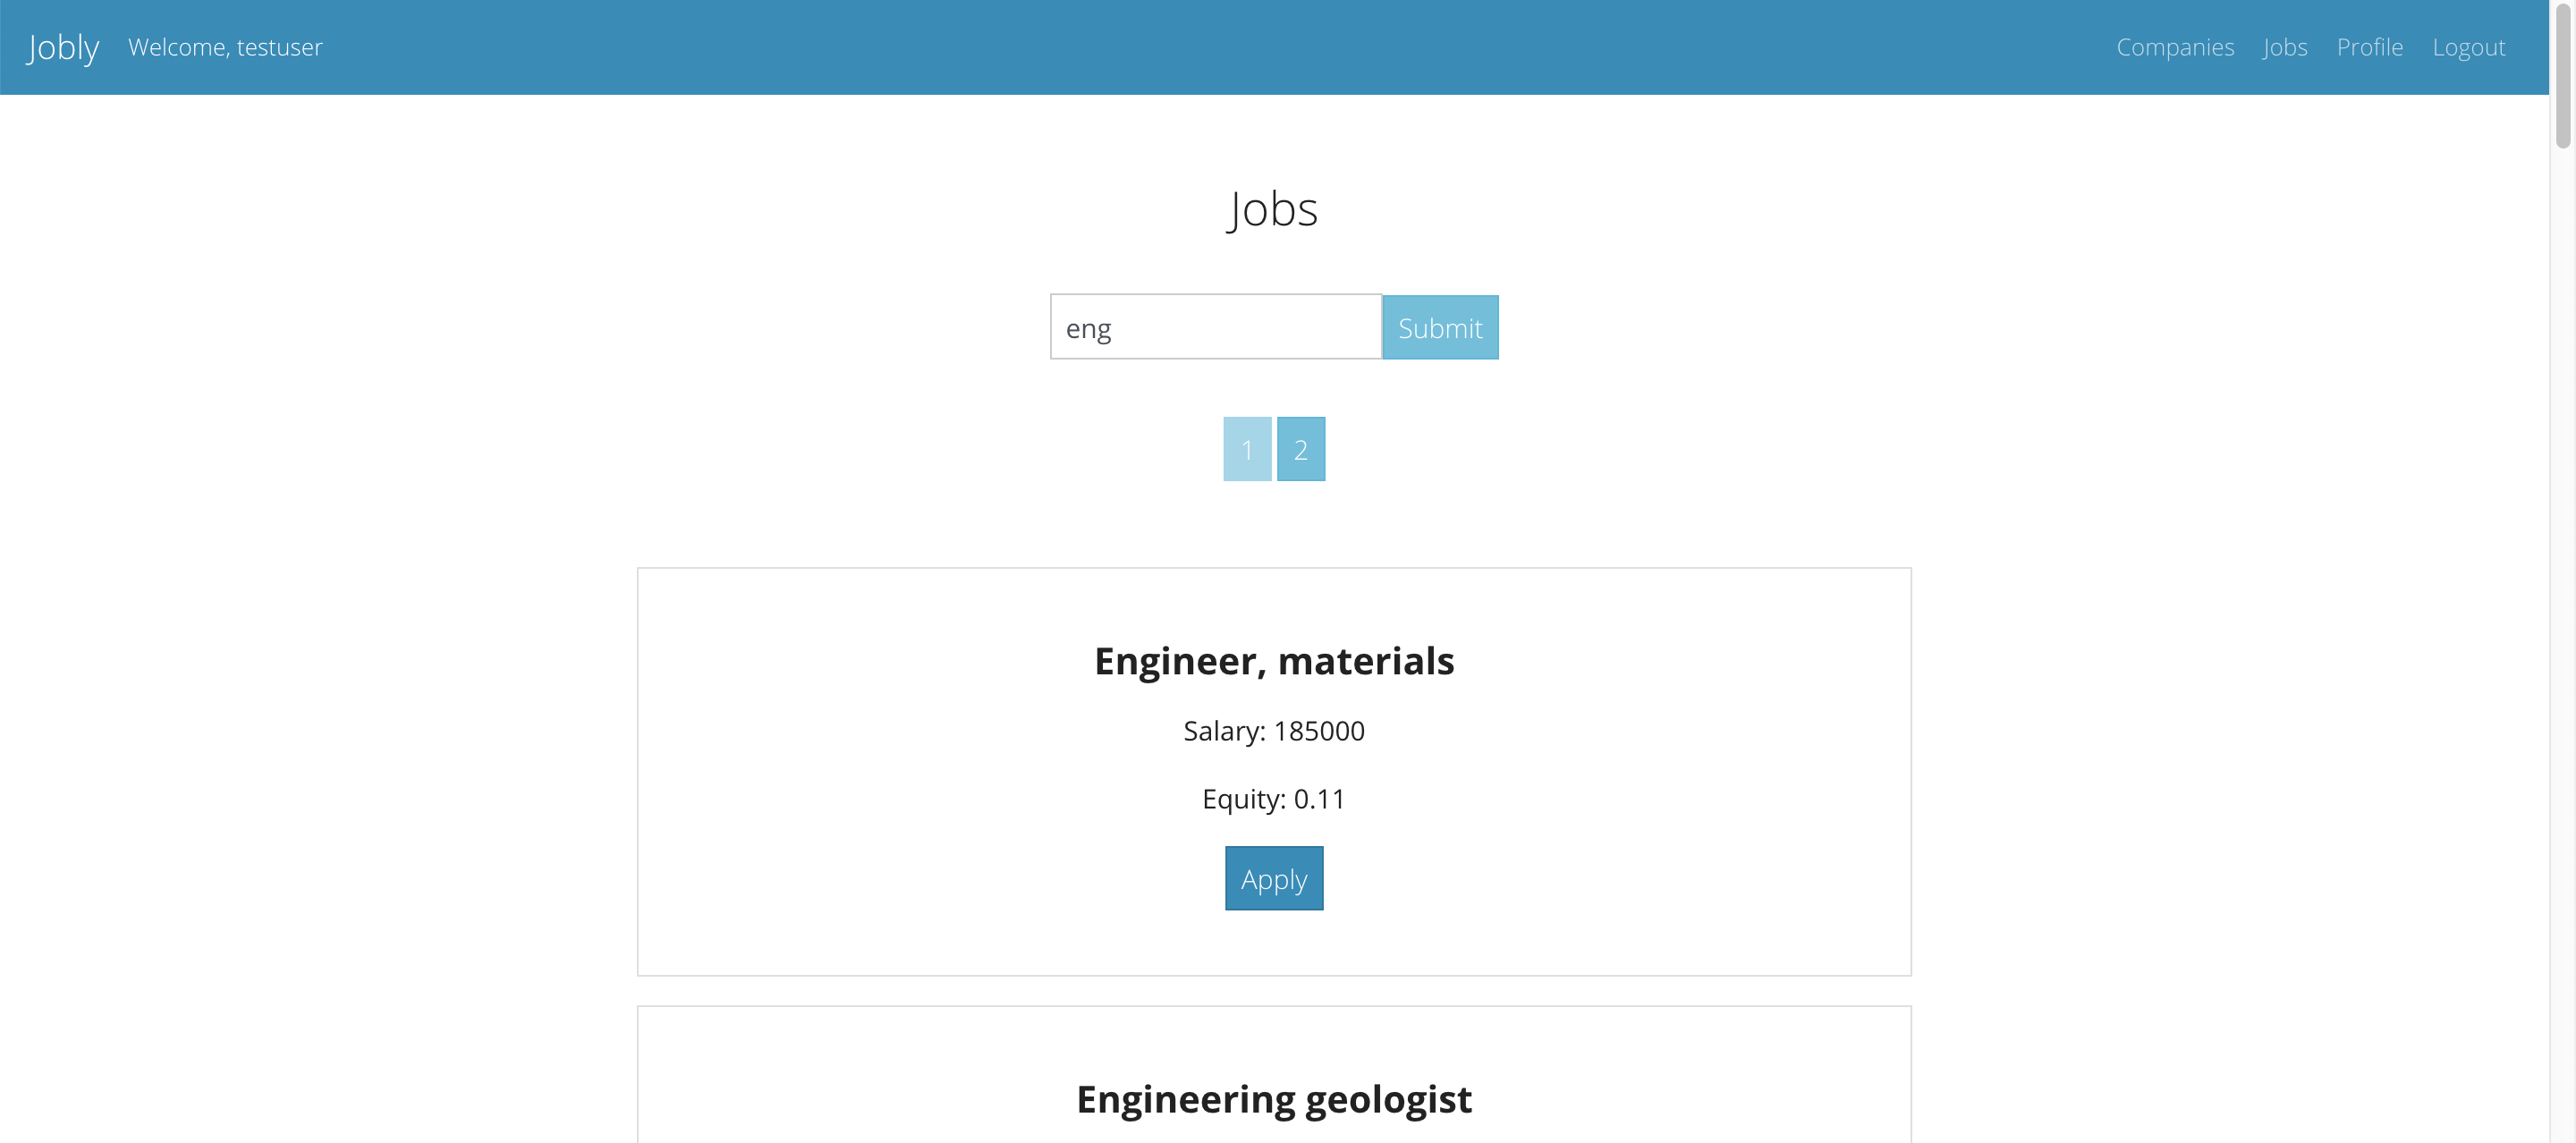 Jobly Welcome, testuser Companies Jobs Profile Logout
Jobs
eng Submit
1 2
Engineer, materials
Salary: 185000
Equity: 0.11
Apply
Engineering geologist